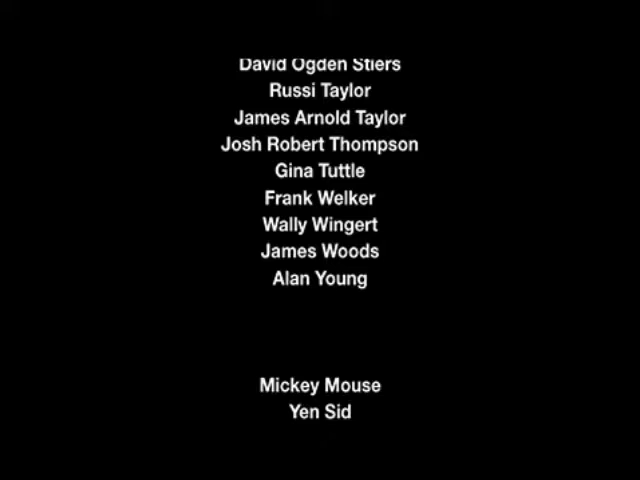 David Ogden Stiers
Russi Taylor
James Arnold Taylor
Josh Robert Thompson
Gina Tuttle
Frank Welker
Wally Wingert
James Woods
Alan Young
Mickey Mouse
Yen Sid